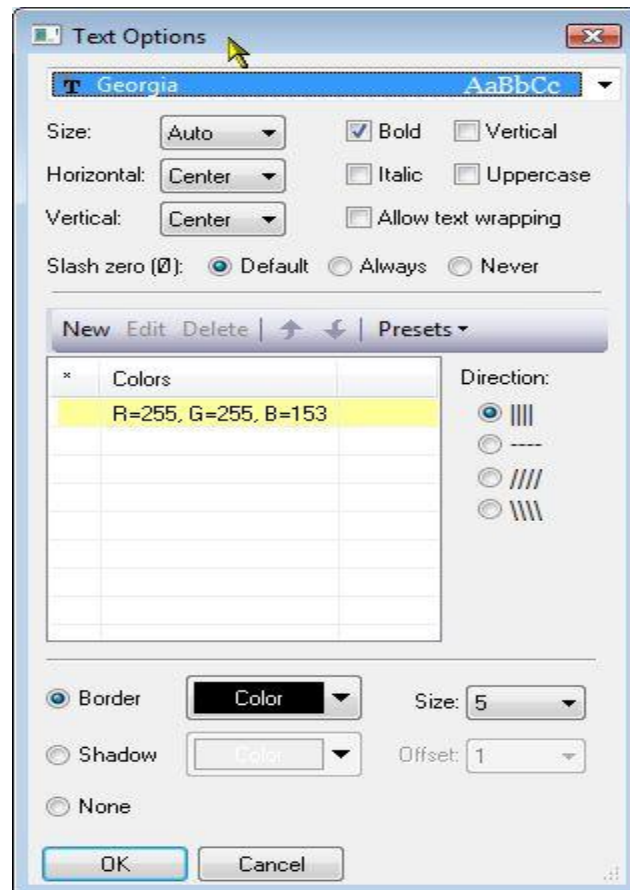 Text Options
T Georgia AaBbCc
Size: Auto Bold Vertical
Horizontal: Center Italic Uppercase
Vertical: Center Allow text wrapping
Slash zero (Ø): Default Always Never
New Edit Delete | Presets
* Colors Direction:
R=255, G=255, B=153 ||||
----
////
\\\\
Border Color Size: 5
Shadow Color Offset: 1
None
OK Cancel